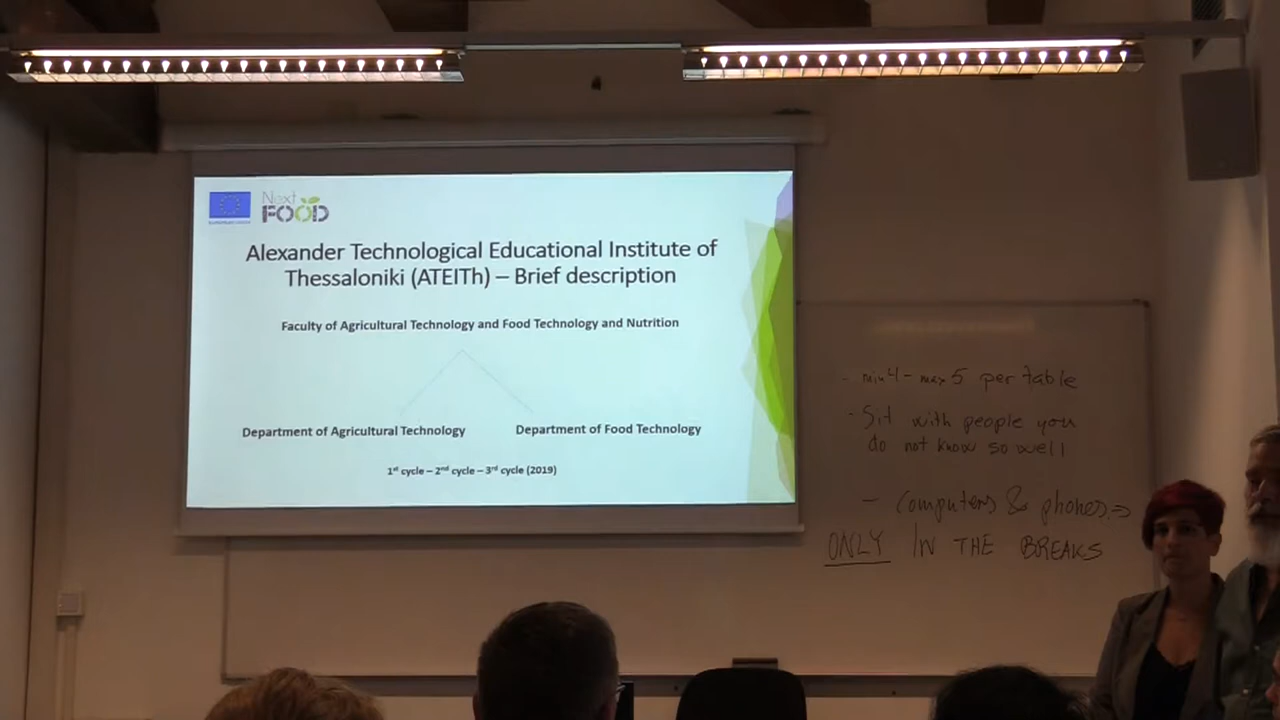 Next
FOOD
Alexander Technological Educational Institute of
Thessaloniki (ATEITh) – Brief description
Faculty of Agricultural Technology and Food Technology and Nutrition
Department of Agricultural Technology
Department of Food Technology
1st cycle – 2nd cycle – 3rd cycle (2019)
- min 4 - max 5 per table
- Sit with people you
do not know so well
- Computers & phones =>
ONLY IN THE BREAKS